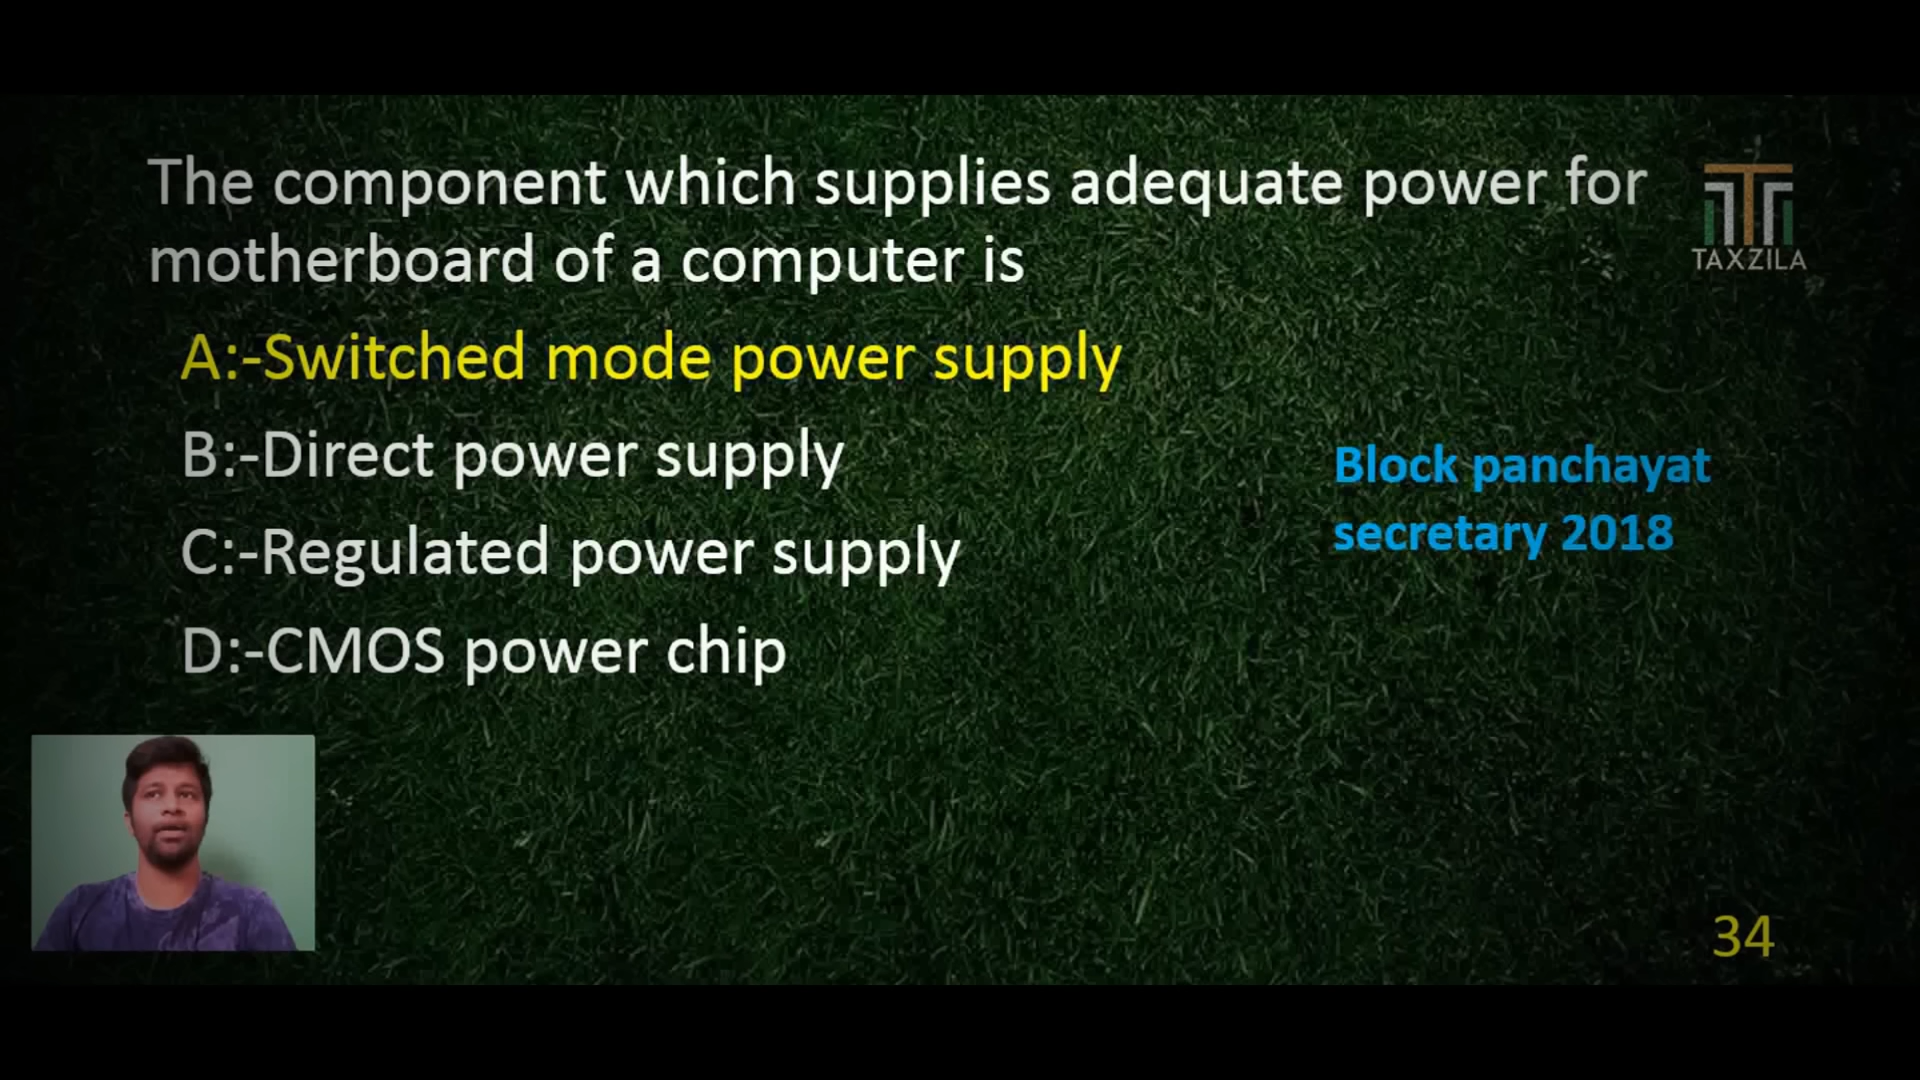 The component which supplies adequate power for
motherboard of a computer is
TAXZILA
A:-Switched mode power supply
B:-Direct power supply
Block panchayat
secretary 2018
C:-Regulated power supply
D:-CMOS power chip
34